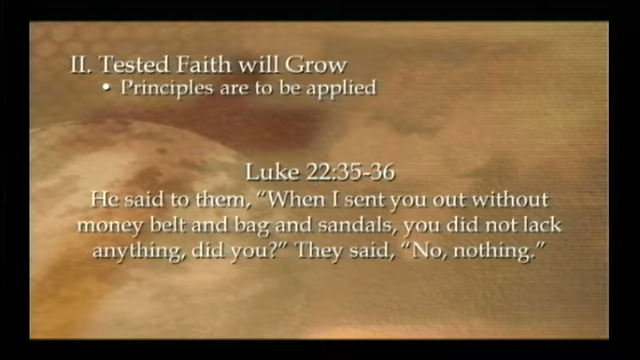 II. Tested Faith will Grow
• Principles are to be applied
Luke 22:35-36
He said to them, “When I sent you out without
money belt and bag and sandals, you did not lack
anything, did you?” They said, “No, nothing.”